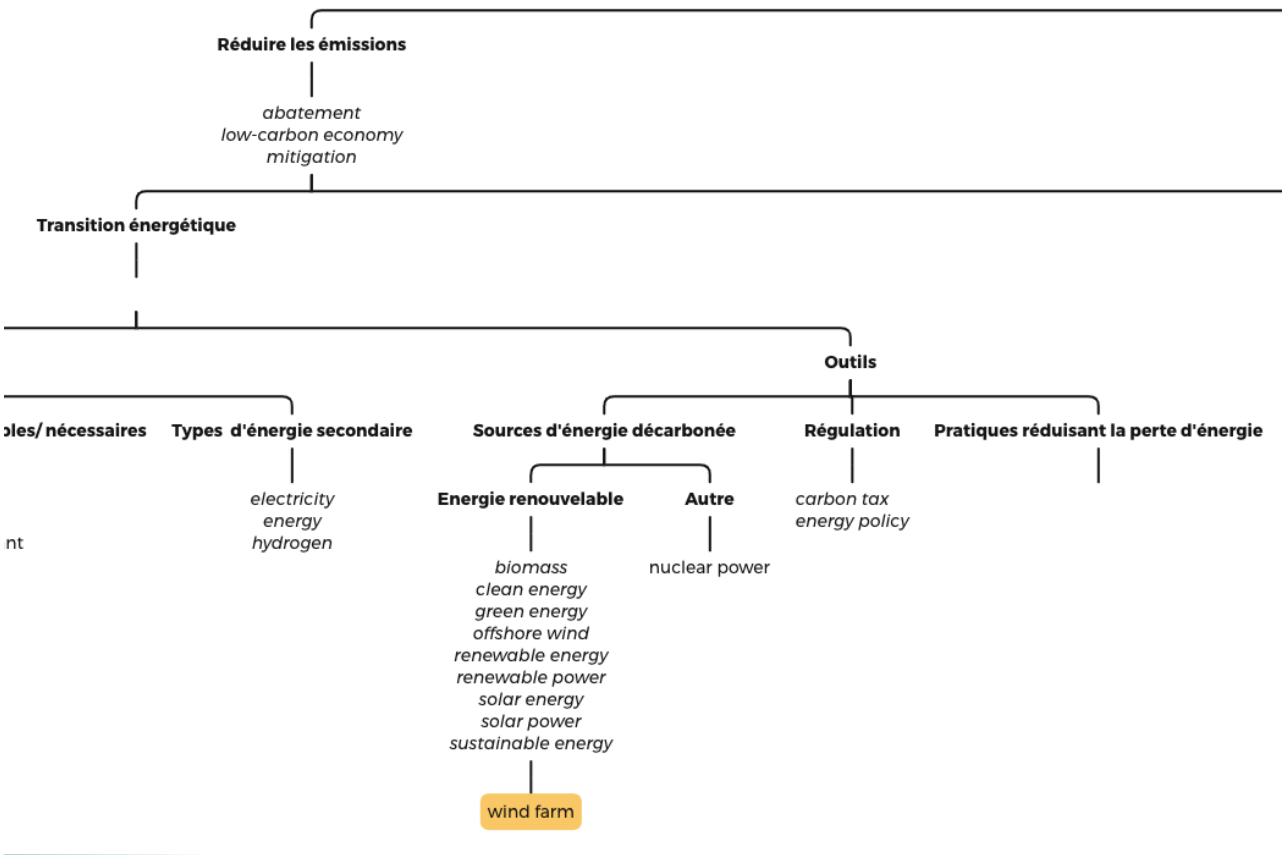 Réduire les émissions
abatement
low-carbon economy
mitigation
Transition énergétique
Outils
nécessaires
Types d'énergie secondaire
Sources d'énergie décarbonée
Régulation
Pratiques réduisant la perte d'énergie
electricity
energy
hydrogen
Energie renouvelable
Autre
carbon tax
energy policy
biomass
clean energy
green energy
offshore wind
renewable energy
renewable power
solar energy
solar power
sustainable energy
nuclear power
wind farm